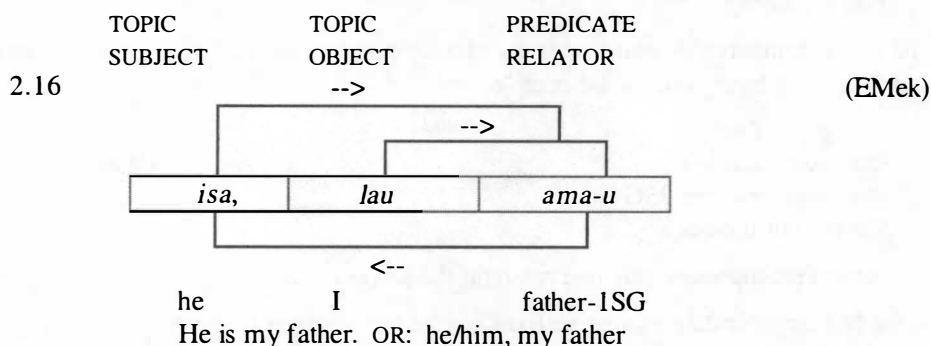 TOPIC TOPIC PREDICATE
SUBJECT OBJECT RELATOR
2.16 --> (EMek)
-->
isa, lau ama-u
<--
he I father-1SG
He is my father. OR: he/him, my father